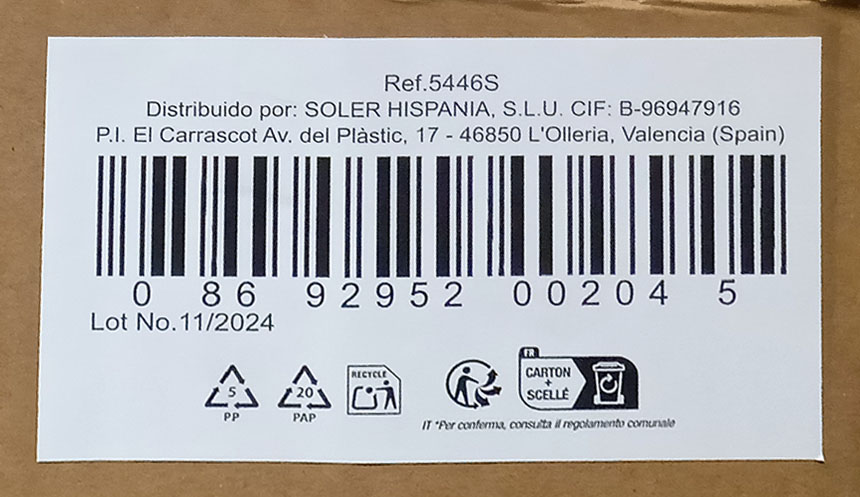 Ref.5446S
Distribuido por: SOLER HISPANIA, S.L.U. CIF: B-96947916
P.I. El Carrascot Av. del Plàstic, 17 - 46850 L'Olleria, Valencia (Spain)
0 86 92952 00204 5
Lot No.11/2024
5
PP
20
PAP
RECYCLE
FR
CARTON
+
SCELLÉ
IT *Per conferma, consulta il regolamento comunale